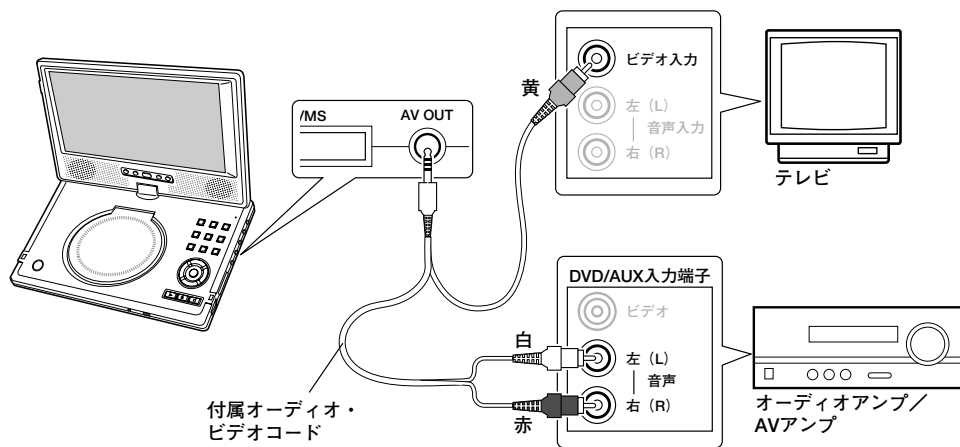 /MS
AV OUT
黄
ビデオ入力
左（L）
音声入力
右（R）
テレビ
DVD/AUX入力端子
ビデオ
白
左（L）
音声
赤
右（R）
付属オーディオ・
ビデオコード
オーディオアンプ／
AVアンプ